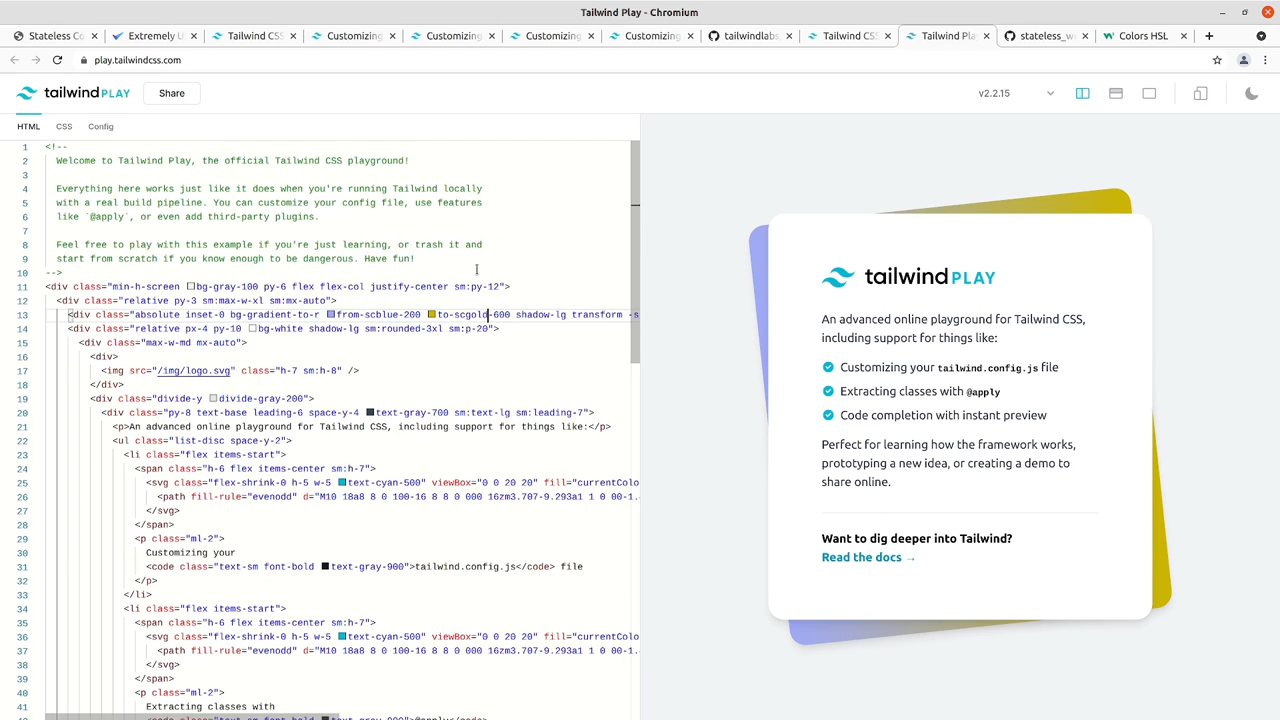 Tailwind Play - Chromium
Stateless Co
Extremely U
Tailwind CSS
Customizing
Customizing
Customizing
Customizing
tailwindlabs
Tailwind CSS
Tailwind Pla
stateless_w
Colors HSL
play.tailwindcss.com
tailwind PLAY
Share
v2.2.15
HTML CSS Config
1 <!--
2 Welcome to Tailwind Play, the official Tailwind CSS playground!
3
4 Everything here works just like it does when you're running Tailwind locally
5 with a real build pipeline. You can customize your config file, use features
6 like `@apply`, or even add third-party plugins.
7
8 Feel free to play with this example if you're just learning, or trash it and
9 start from scratch if you know enough to be dangerous. Have fun!
10 -->
11 <div class="min-h-screen bg-gray-100 py-6 flex flex-col justify-center sm:py-12">
12 <div class="relative py-3 sm:max-w-xl sm:mx-auto">
13 <div class="absolute inset-0 bg-gradient-to-r from-scblue-200 to-scgold-600 shadow-lg transform -s
14 <div class="relative px-4 py-10 bg-white shadow-lg sm:rounded-3xl sm:p-20">
15 <div class="max-w-md mx-auto">
16 <div>
17 <img src="/img/logo.svg" class="h-7 sm:h-8" />
18 </div>
19 <div class="divide-y divide-gray-200">
20 <div class="py-8 text-base leading-6 space-y-4 text-gray-700 sm:text-lg sm:leading-7">
21 <p>An advanced online playground for Tailwind CSS, including support for things like:</p>
22 <ul class="list-disc space-y-2">
23 <li class="flex items-start">
24 <span class="h-6 flex items-center sm:h-7">
25 <svg class="flex-shrink-0 h-5 w-5 text-cyan-500" viewBox="0 0 20 20" fill="currentColo
26 <path fill-rule="evenodd" d="M10 18a8 8 0 100-16 8 8 0 000 16zm3.707-9.293a1 1 0 00-1.
27 </svg>
28 </span>
29 <p class="ml-2">
30 Customizing your
31 <code class="text-sm font-bold text-gray-900">tailwind.config.js</code> file
32 </p>
33 </li>
34 <li class="flex items-start">
35 <span class="h-6 flex items-center sm:h-7">
36 <svg class="flex-shrink-0 h-5 w-5 text-cyan-500" viewBox="0 0 20 20" fill="currentColo
37 <path fill-rule="evenodd" d="M10 18a8 8 0 100-16 8 8 0 000 16zm3.707-9.293a1 1 0 00-1.
38 </svg>
39 </span>
40 <p class="ml-2">
41 Extracting classes with
<code class="text-sm font-bold text-gray-900">@apply</code>
tailwind PLAY
An advanced online playground for Tailwind CSS,
including support for things like:
Customizing your tailwind.config.js file
Extracting classes with @apply
Code completion with instant preview
Perfect for learning how the framework works,
prototyping a new idea, or creating a demo to
share online.
Want to dig deeper into Tailwind?
Read the docs →